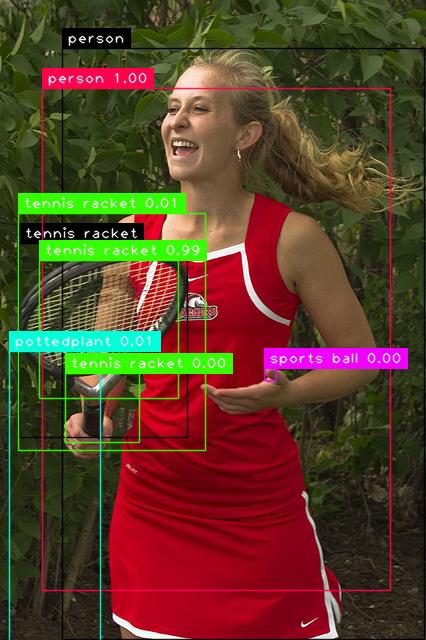 person
person 1.00
tennis racket 0.01
tennis racket
tennis racket 0.99
pottedplant 0.01
tennis racket 0.00
sports ball 0.00